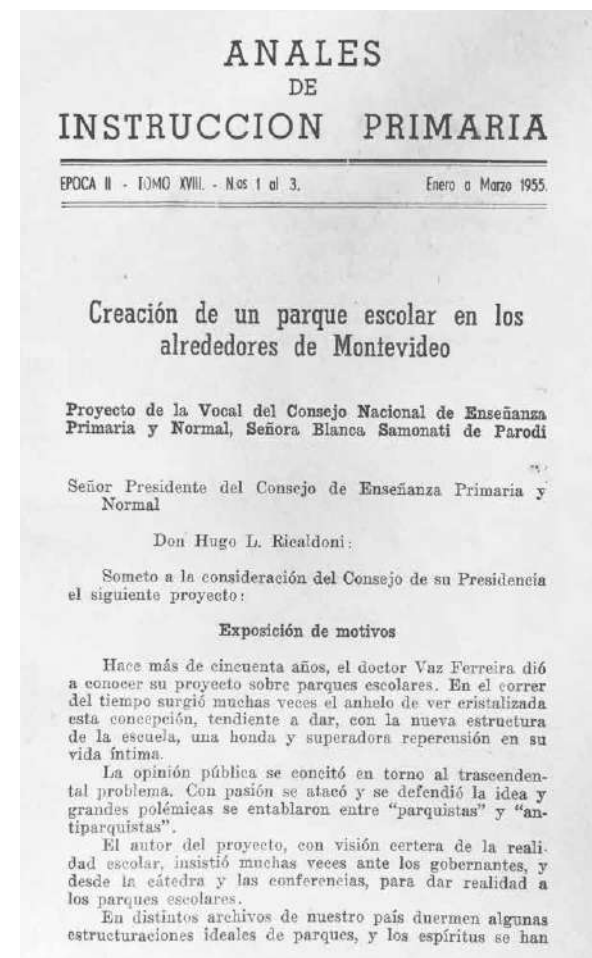 ANALES
DE
INSTRUCCION PRIMARIA
EPOCA II - TOMO XVIII. - N.os 1 al 3. Enero a Marzo 1955.
Creación de un parque escolar en los
alrededores de Montevideo
Proyecto de la Vocal del Consejo Nacional de Enseñanza
Primaria y Normal, Señora Blanca Samonati de Parodi
Señor Presidente del Consejo de Enseñanza Primaria y
Normal
Don Hugo L. Ricaldoni:
Someto a la consideración del Consejo de su Presidencia
el siguiente proyecto:
Exposición de motivos
Hace más de cincuenta años, el doctor Vaz Ferreira dió
a conocer su proyecto sobre parques escolares. En el correr
del tiempo surgió muchas veces el anhelo de ver cristalizada
esta concepción, tendiente a dar, con la nueva estructura
de la escuela, una honda y superadora repercusión en su
vida íntima.
La opinión pública se concitó en torno al trascenden-
tal problema. Con pasión se atacó y se defendió la idea y
grandes polémicas se entablaron entre "parquistas" y "an-
tiparquistas".
El autor del proyecto, con visión certera de la reali-
dad escolar, insistió muchas veces ante los gobernantes, y
desde la cátedra y las conferencias, para dar realidad a
los parques escolares.
En distintos archivos de nuestro país duermen algunas
estructuraciones ideales de parques, y los espíritus se han